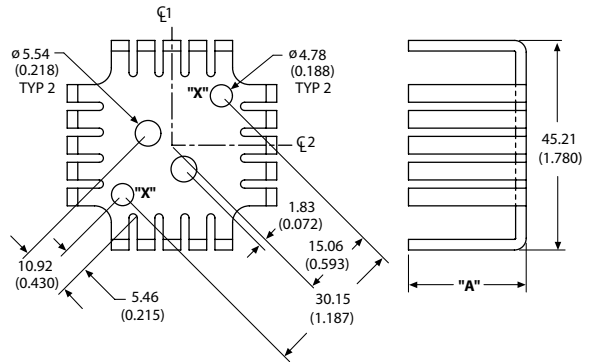 ℄1
ø 5.54
(0.218)
TYP 2
ø 4.78
(0.188)
TYP 2
"X"
℄2
45.21
(1.780)
"X"
1.83
(0.072)
15.06
(0.593)
10.92
(0.430)
5.46
(0.215)
30.15
(1.187)
"A"